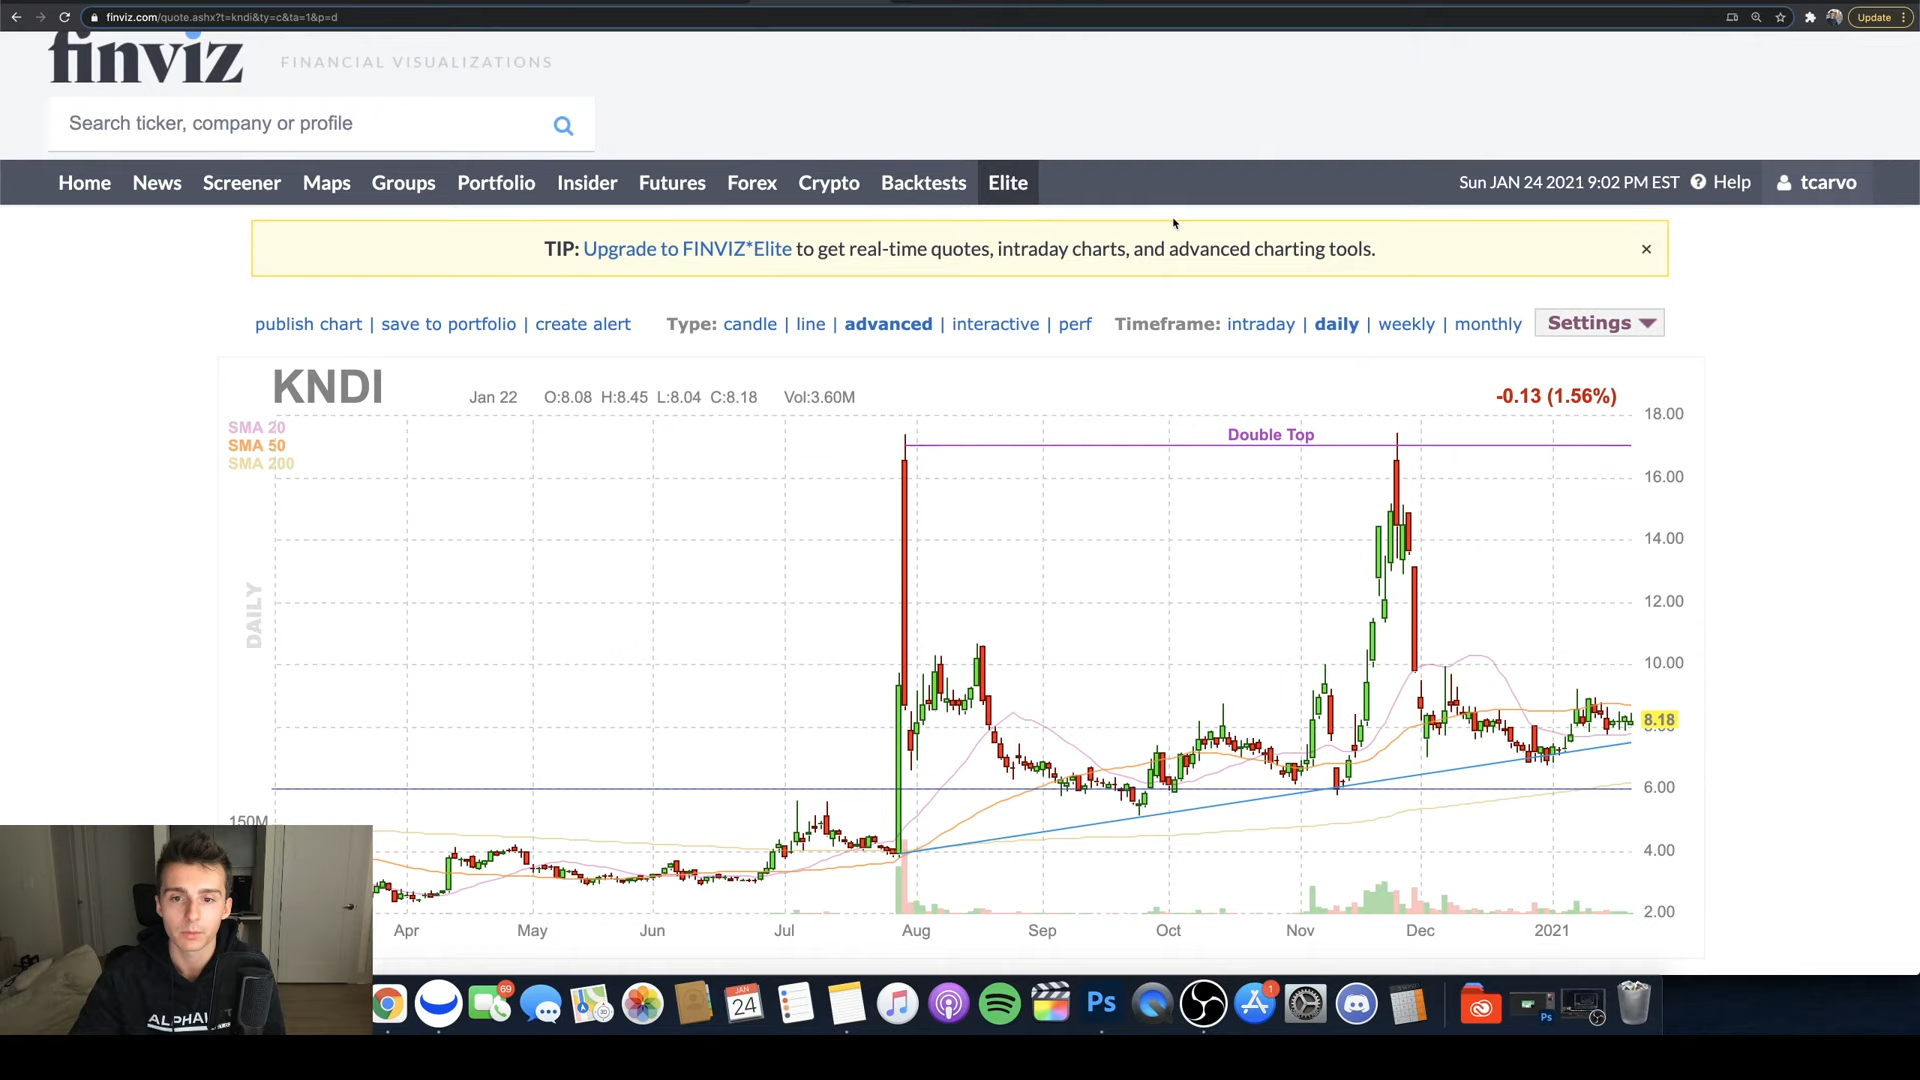 finviz.com/quote.ashx?t=kndi&ty=c&ta=1&p=d
Update
finviz
FINANCIAL VISUALIZATIONS
Search ticker, company or profile
Home News Screener Maps Groups Portfolio Insider Futures Forex Crypto Backtests Elite
Sun JAN 24 2021 9:02 PM EST ? Help tcarvo
TIP: Upgrade to FINVIZ*Elite to get real-time quotes, intraday charts, and advanced charting tools. ×
publish chart | save to portfolio | create alert Type: candle | line | advanced | interactive | perf Timeframe: intraday | daily | weekly | monthly Settings
KNDI
Jan 22 O:8.08 H:8.45 L:8.04 C:8.18 Vol:3.60M
-0.13 (1.56%)
SMA 20
SMA 50
SMA 200
Double Top
DAILY
18.00
16.00
14.00
12.00
10.00
8.18
6.00
4.00
2.00
150M
Apr May Jun Jul Aug Sep Oct Nov Dec 2021
69
JAN
24
Ps
1
Ps